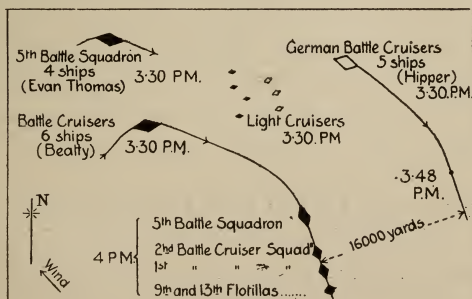 5th Battle Squadron
4 ships
(Evan Thomas)
3·30 P.M.
German Battle Cruisers
5 ships
(Hipper)
3·30 P.M.
Battle Cruisers
6 ships
(Beatty)
3·30 P.M.
Light Cruisers
3·30 P.M
3·48
P.M.
N
Wind
16000 yards
4 P.M.
5th Battle Squadron
2nd Battle Cruiser Squadn
1st " " "
9th and 13th Flotillas.......